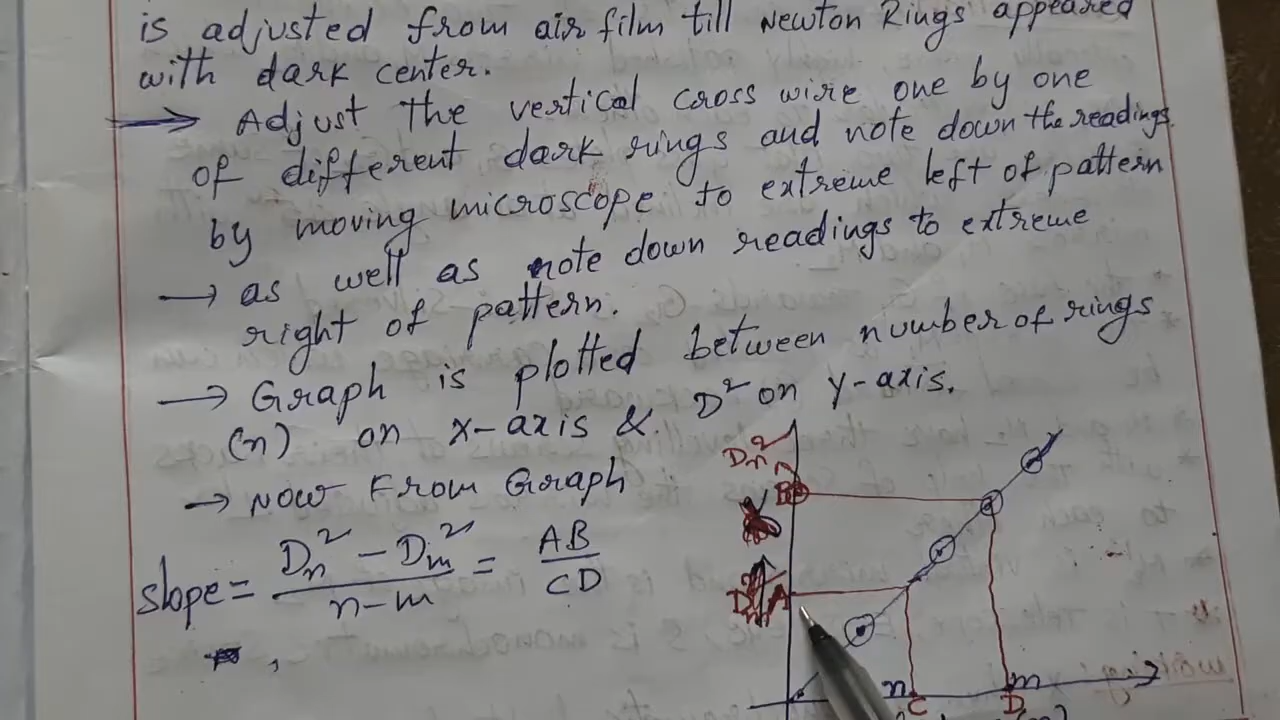 is adjusted from air film till Newton Rings appeared
with dark center.
→ Adjust the vertical cross wire one by one
of different dark rings and note down the readings
by moving microscope to extreme left of pattern
→ as well as note down readings to extreme
right of pattern.
→ Graph is plotted between number of rings
(n) on x-axis & D² on y-axis.
→ Now From Graph
slope = Dn² - Dm² / n-m = AB / CD
Dn²
B
A
n m
C D